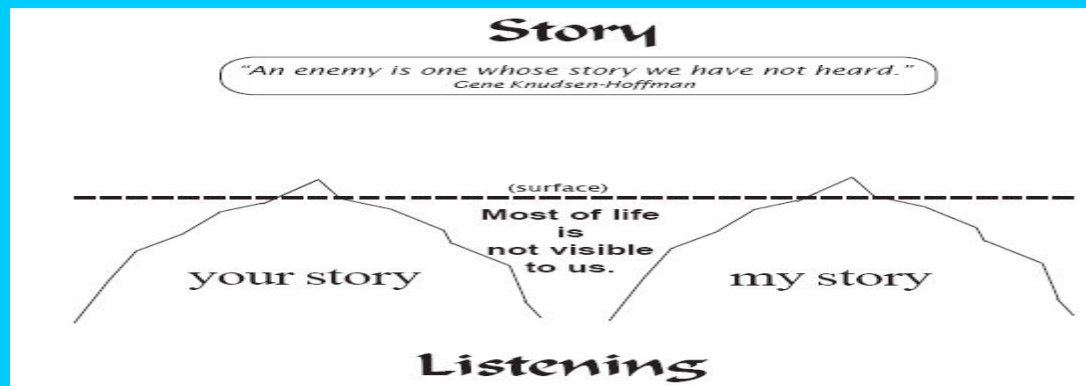 Story
“An enemy is one whose story we have not heard.”
Gene Knudsen-Hoffman
(surface)
Most of life
is
not visible
to us.
your story
my story
Listening